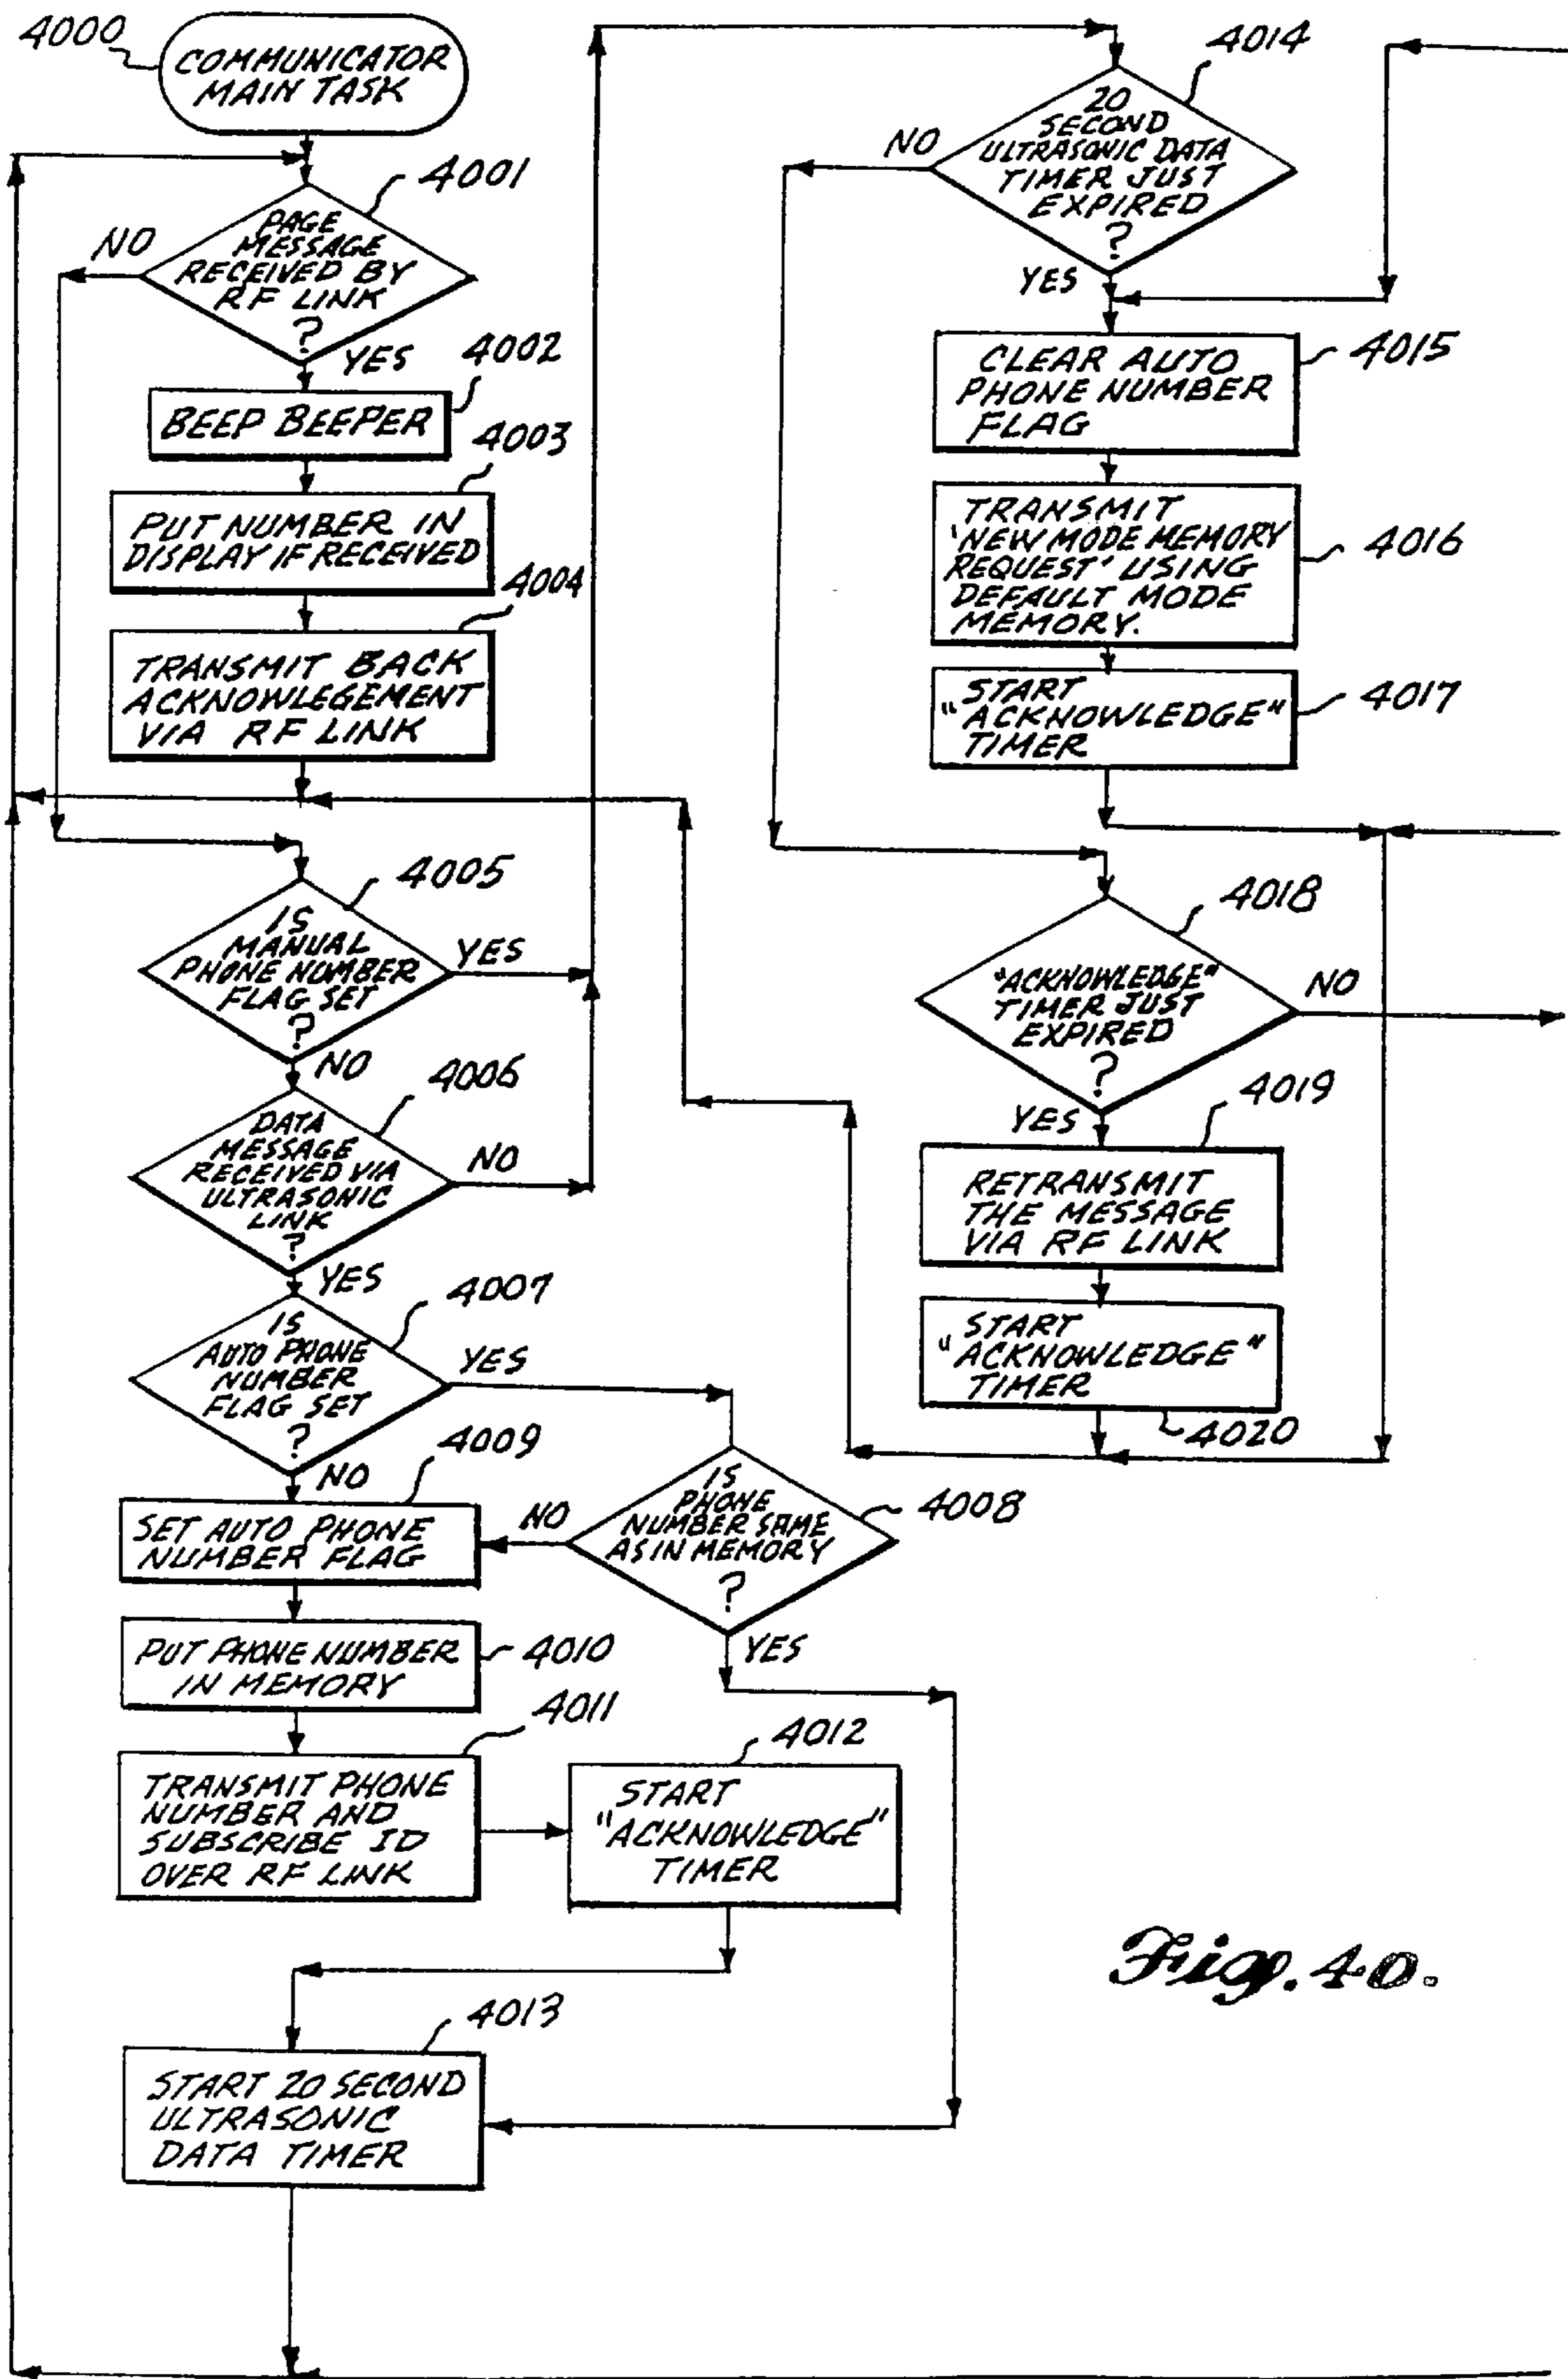 4000
COMMUNICATOR
MAIN TASK
4001
PAGE
MESSAGE
RECEIVED BY
RF LINK
?
NO
YES
4002
BEEP BEEPER
4003
PUT NUMBER IN
DISPLAY IF RECEIVED
4004
TRANSMIT BACK
ACKNOWLEGEMENT
VIA RF LINK
4005
IS
MANUAL
PHONE NUMBER
FLAG SET
?
YES
NO
4006
DATA
MESSAGE
RECEIVED VIA
ULTRASONIC
LINK
?
NO
YES
4007
IS
AUTO PHONE
NUMBER
FLAG SET
?
YES
NO
4008
IS
PHONE
NUMBER SAME
AS IN MEMORY
?
NO
YES
4009
SET AUTO PHONE
NUMBER FLAG
4010
PUT PHONE NUMBER
IN MEMORY
4011
TRANSMIT PHONE
NUMBER AND
SUBSCRIBE ID
OVER RF LINK
4012
START
"ACKNOWLEDGE"
TIMER
4013
START 20 SECOND
ULTRASONIC
DATA TIMER
4014
20
SECOND
ULTRASONIC DATA
TIMER JUST
EXPIRED
?
NO
YES
4015
CLEAR AUTO
PHONE NUMBER
FLAG
4016
TRANSMIT
'NEW MODE MEMORY
REQUEST' USING
DEFAULT MODE
MEMORY.
4017
START
"ACKNOWLEDGE"
TIMER
4018
"ACKNOWLEDGE"
TIMER JUST
EXPIRED
?
NO
YES
4019
RETRANSMIT
THE MESSAGE
VIA RF LINK
START
"ACKNOWLEDGE"
TIMER
4020
Fig. 40.